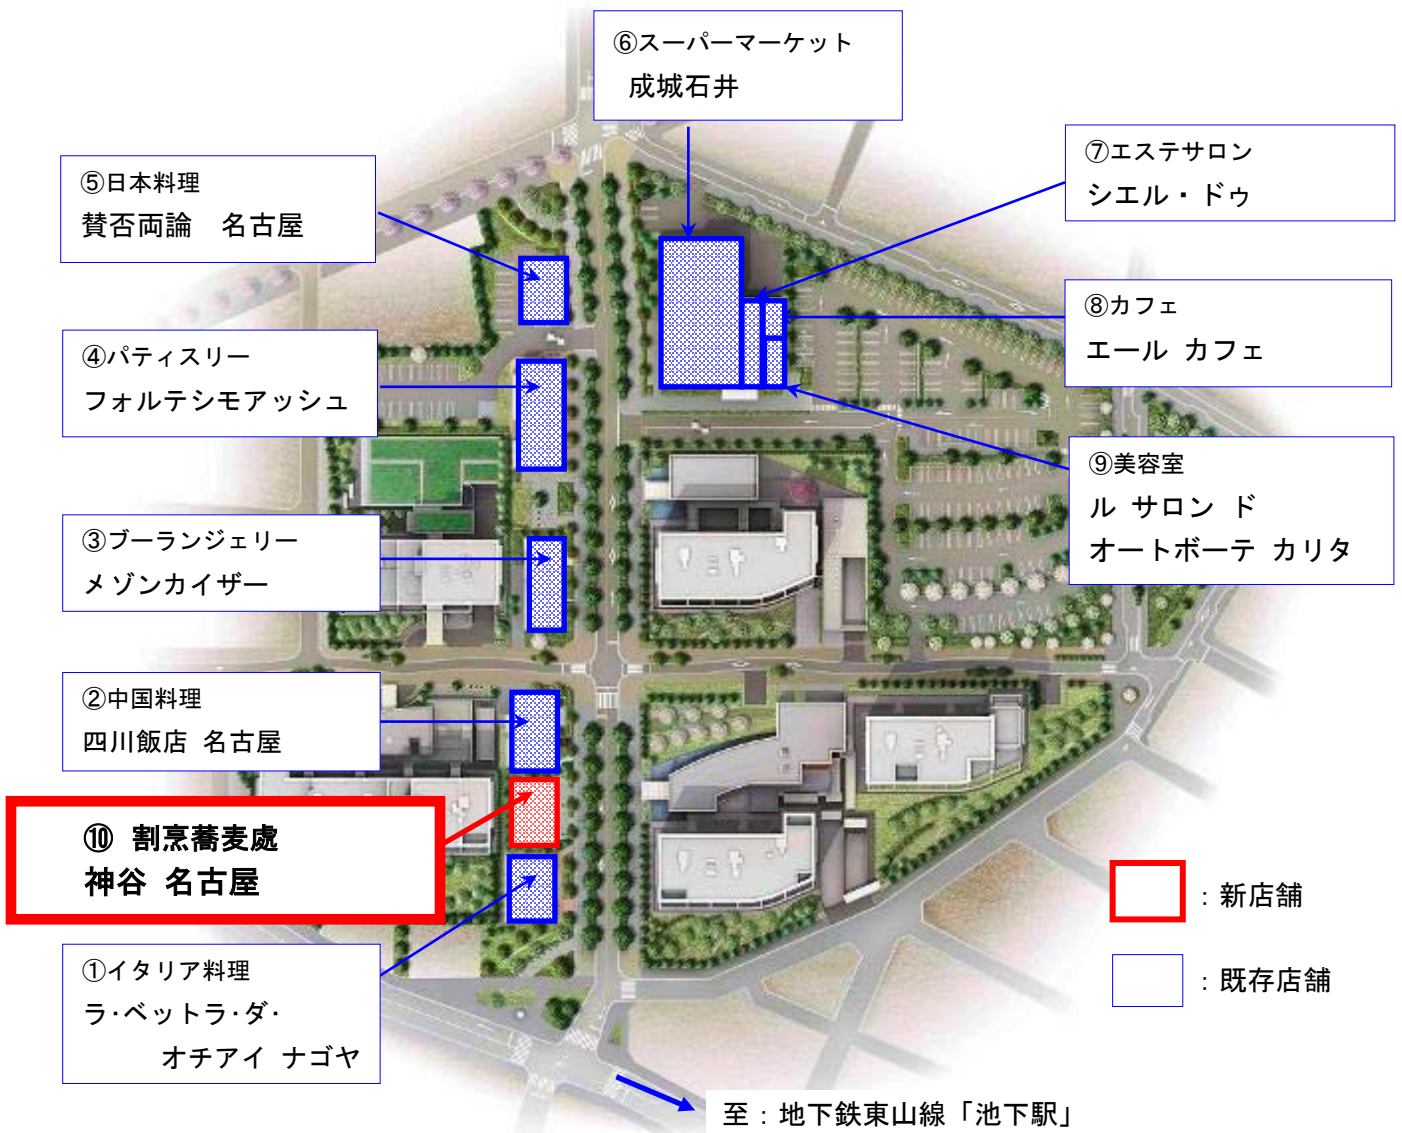 ⑥スーパーマーケット
成城石井
⑤日本料理
賛否両論　名古屋
⑦エステサロン
シエル・ドゥ
④パティスリー
フォルテシモアッシュ
⑧カフェ
エール カフェ
③ブーランジェリー
メゾンカイザー
⑨美容室
ル サロン ド
オートボーテ カリタ
②中国料理
四川飯店 名古屋
⑩ 割烹蕎麦處
神谷 名古屋
①イタリア料理
ラ・ベットラ・ダ・
オチアイ ナゴヤ
：新店舗
：既存店舗
至：地下鉄東山線「池下駅」